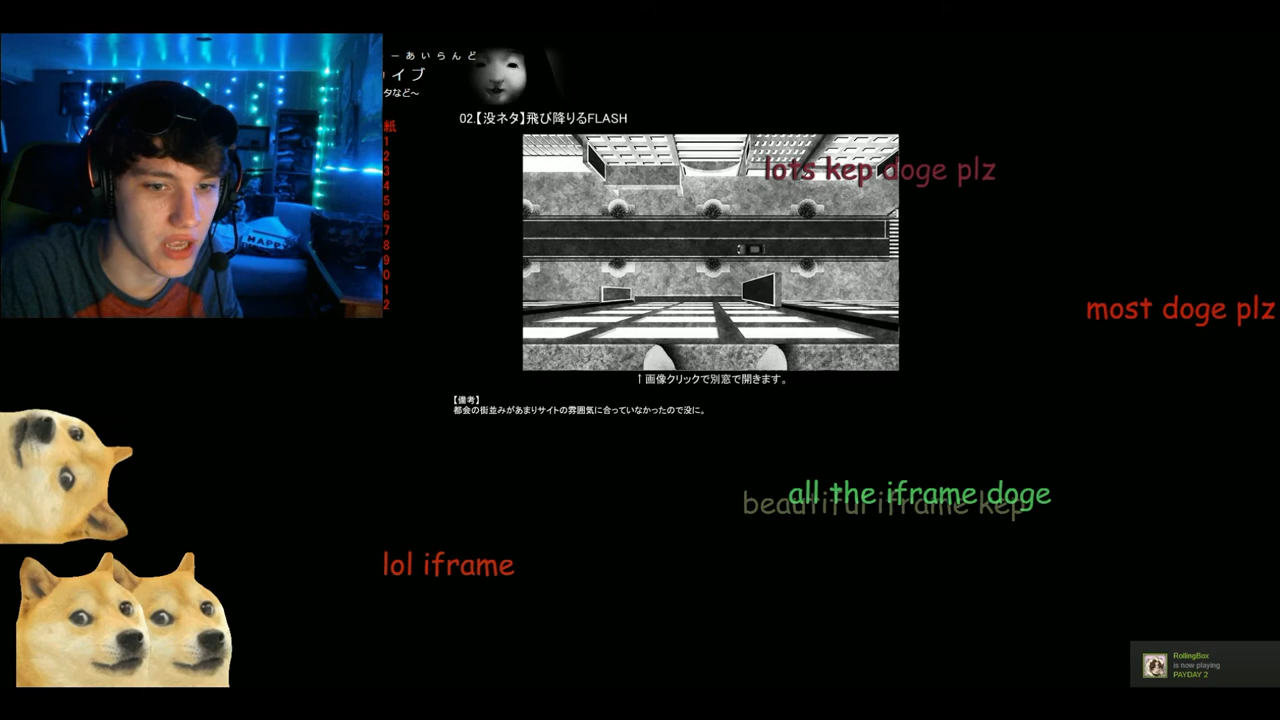 ーあいらんど
イブ
タなど～
紙
1
2
3
4
5
6
7
8
9
0
1
2
02.【没ネタ】飛び降りるFLASH
lots kep doge plz
most doge plz
↑画像クリックで別窓で開きます。
【備考】
都会の街並みがあまりサイトの雰囲気に合っていなかったので没に。
all the iframe doge
beautiful iframe kep
lol iframe
HAPPY
RollingBox
is now playing
PAYDAY 2